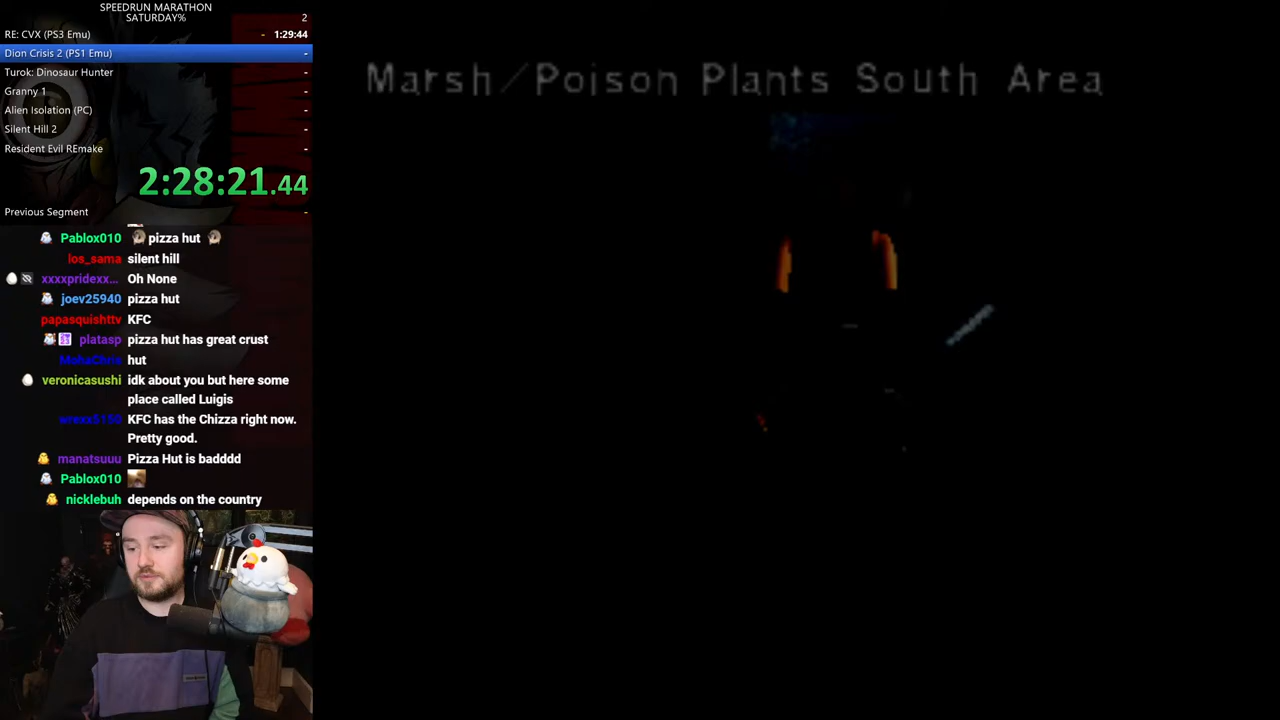 SPEEDRUN MARATHON
SATURDAY%
2
RE: CVX (PS3 Emu) - 1:29:44
Dion Crisis 2 (PS1 Emu) -
Turok: Dinosaur Hunter -
Granny 1 -
Alien Isolation (PC) -
Silent Hill 2 -
Resident Evil REmake -
2:28:21.44
Previous Segment -
Pablox010 pizza hut
los_sama silent hill
xxxxpridexx... Oh None
joev25940 pizza hut
papasquishttv KFC
platasp pizza hut has great crust
MohaChris hut
veronicasushi idk about you but here some
place called Luigis
wrexx5150 KFC has the Chizza right now.
Pretty good.
manatsuuu Pizza Hut is badddd
Pablox010
nicklebuh depends on the country
Marsh/Poison Plants South Area